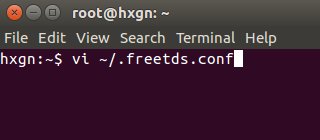 root@hxgn: ~
File Edit View Search Terminal Help
hxgn:~$ vi ~/.freetds.conf